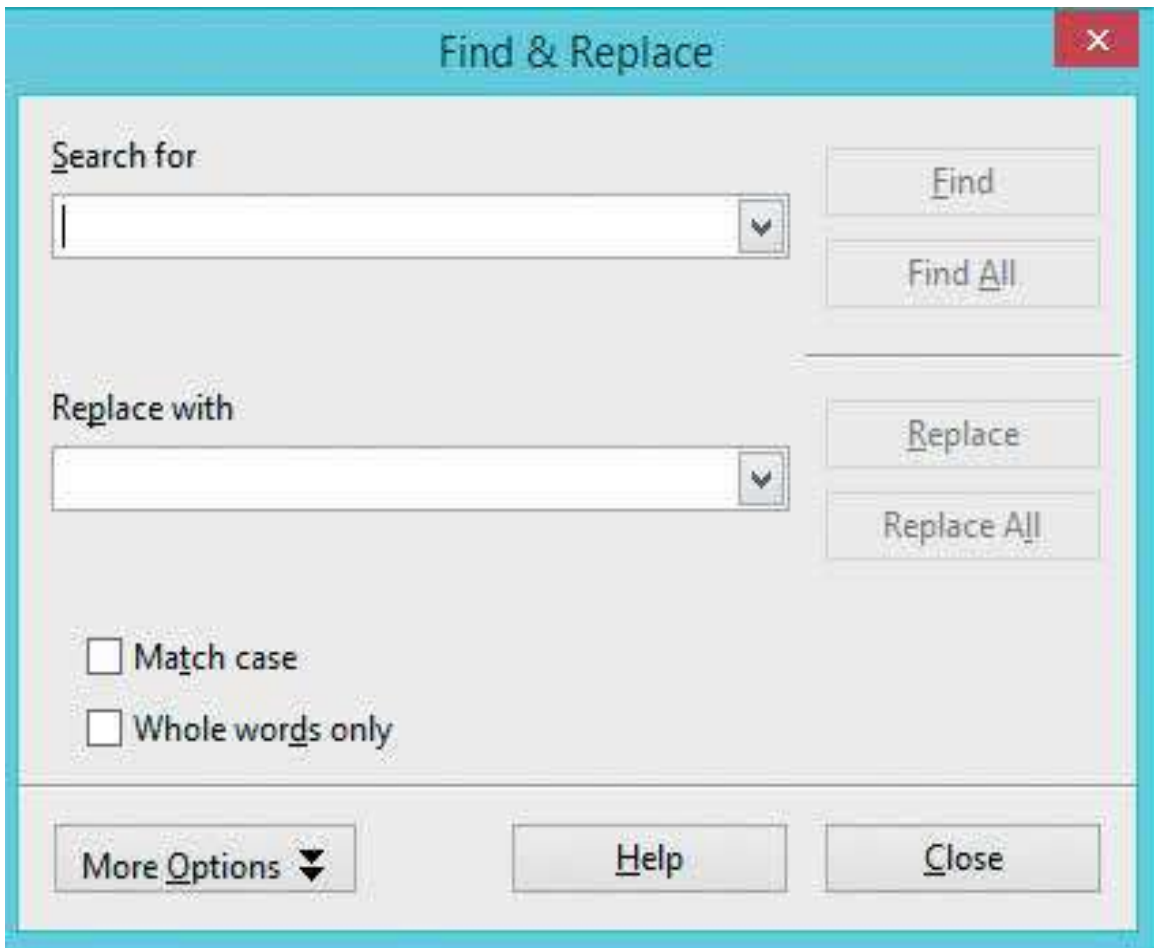 Find & Replace
x
Search for
Find
Find All
Replace with
Replace
Replace All
Match case
Whole words only
More Options
Help
Close